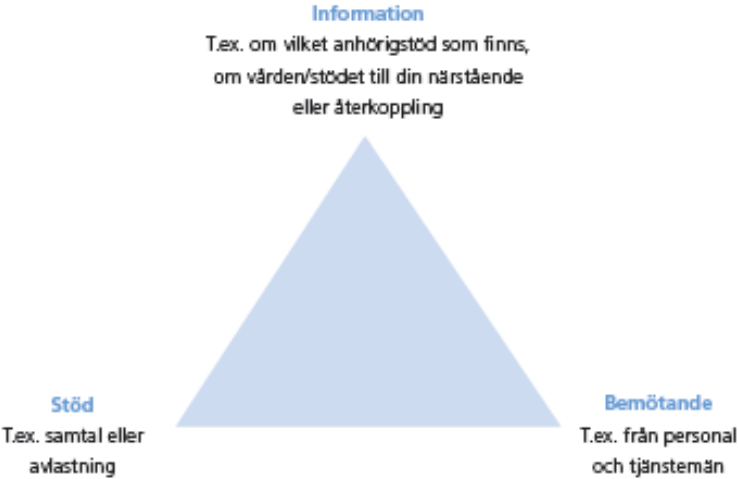 Information
T.ex. om vilket anhörigstöd som finns,
om vården/stödet till din närstående
eller återkoppling
Stöd
T.ex. samtal eller
avlastning
Bemötande
T.ex. från personal
och tjänstemän